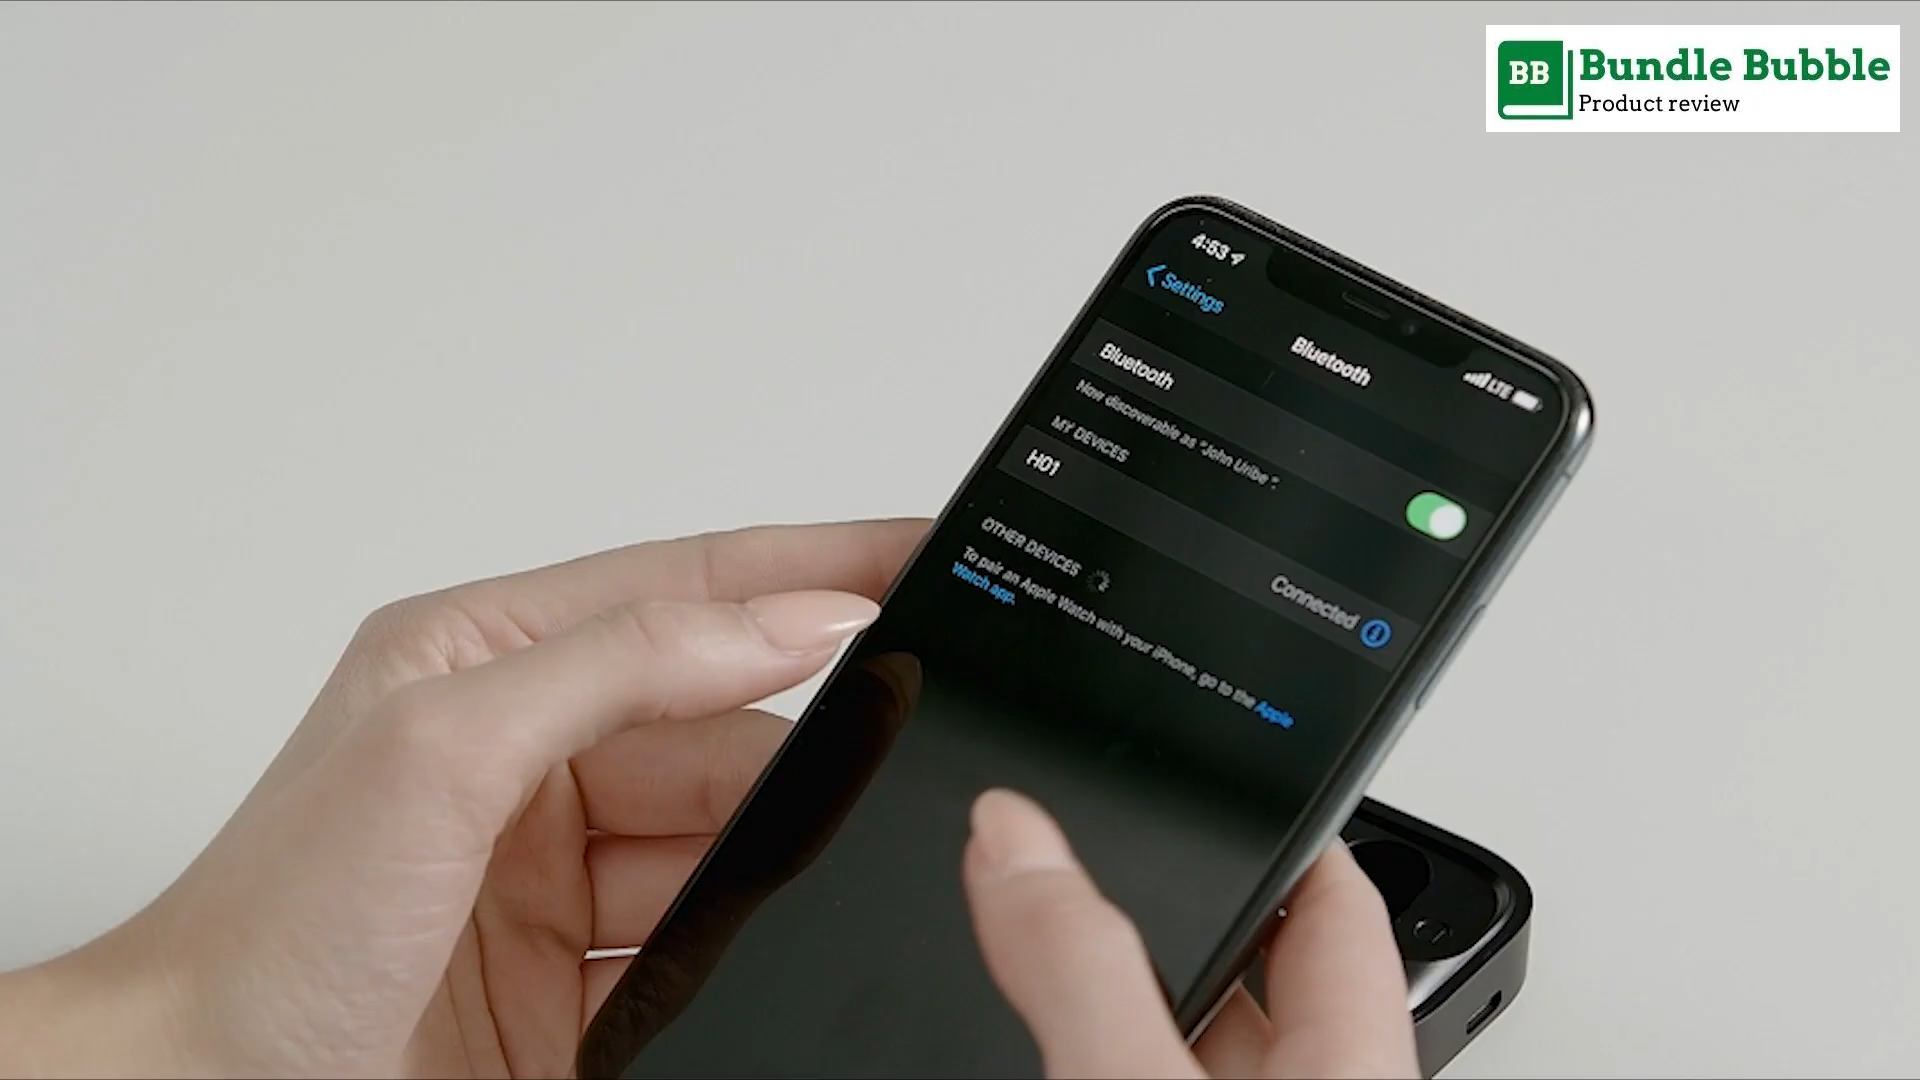 BB
Bundle Bubble
Product review
4:53
Settings
Bluetooth
LTE
Bluetooth
Now discoverable as "John Uribe".
MY DEVICES
H01
Connected
OTHER DEVICES
To pair an Apple Watch with your iPhone, go to the Apple
Watch app.